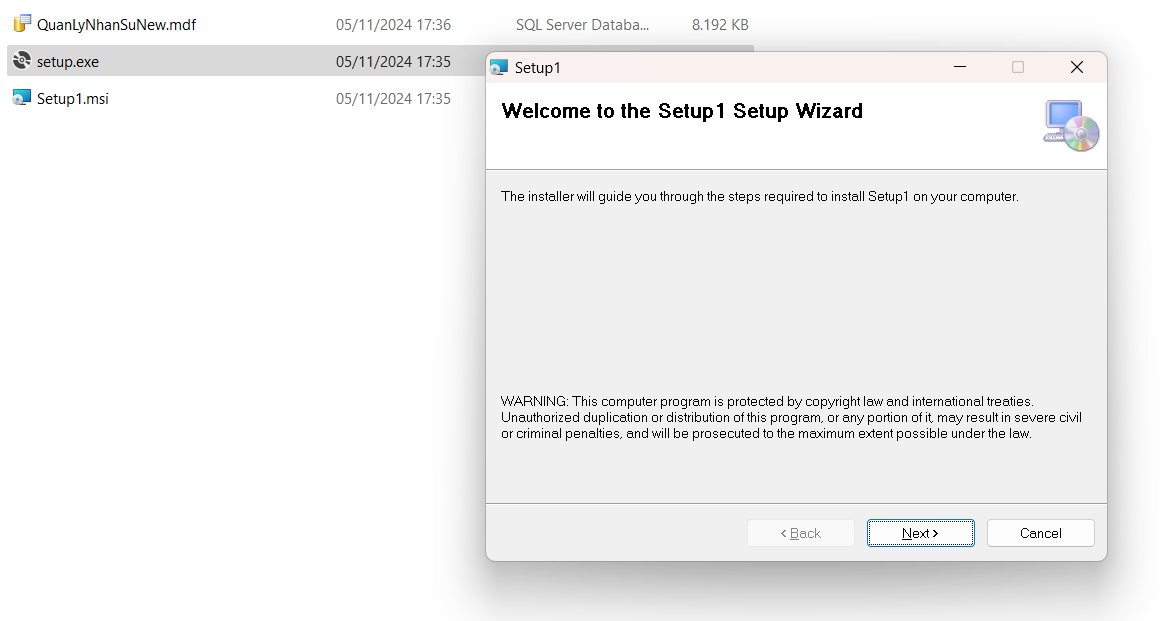 QuanLyNhanSuNew.mdf 05/11/2024 17:36 SQL Server Databa... 8.192 KB
setup.exe 05/11/2024 17:35
Setup1.msi 05/11/2024 17:35
Setup1
Welcome to the Setup1 Setup Wizard
The installer will guide you through the steps required to install Setup1 on your computer.
WARNING: This computer program is protected by copyright law and international treaties.
Unauthorized duplication or distribution of this program, or any portion of it, may result in severe civil
or criminal penalties, and will be prosecuted to the maximum extent possible under the law.
< Back Next > Cancel